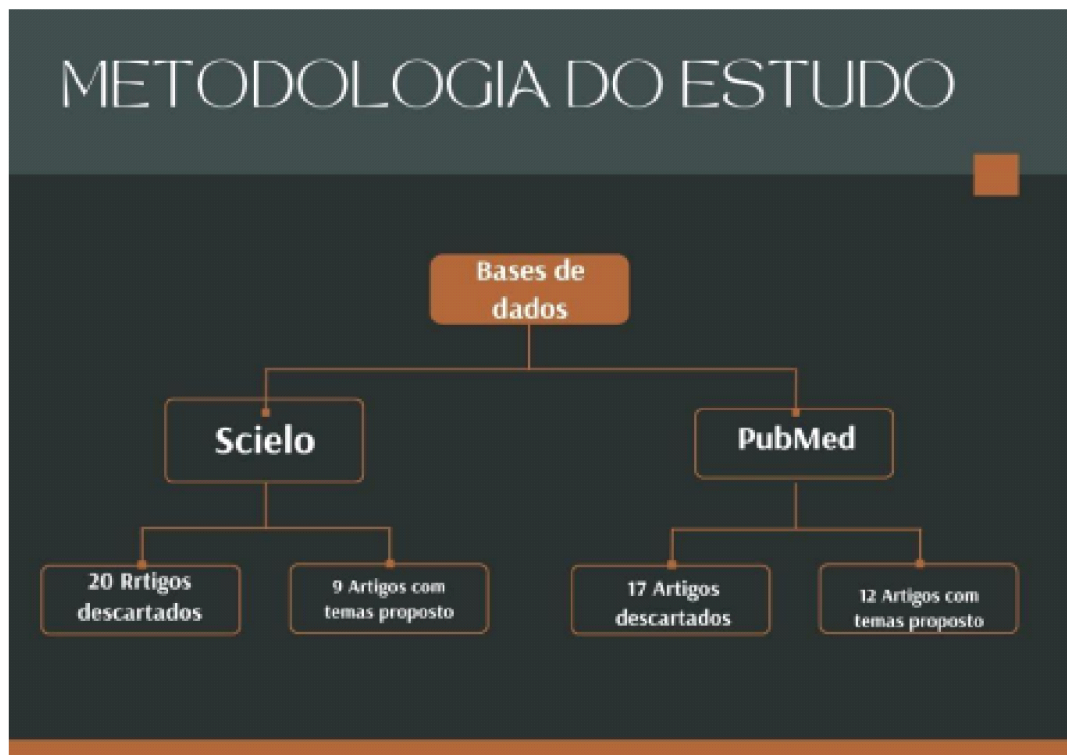 METODOLOGIA DO ESTUDO
Bases de
dados
Scielo
PubMed
20 Rrtigos
descartados
9 Artigos com
temas proposto
17 Artigos
descartados
12 Artigos com
temas proposto